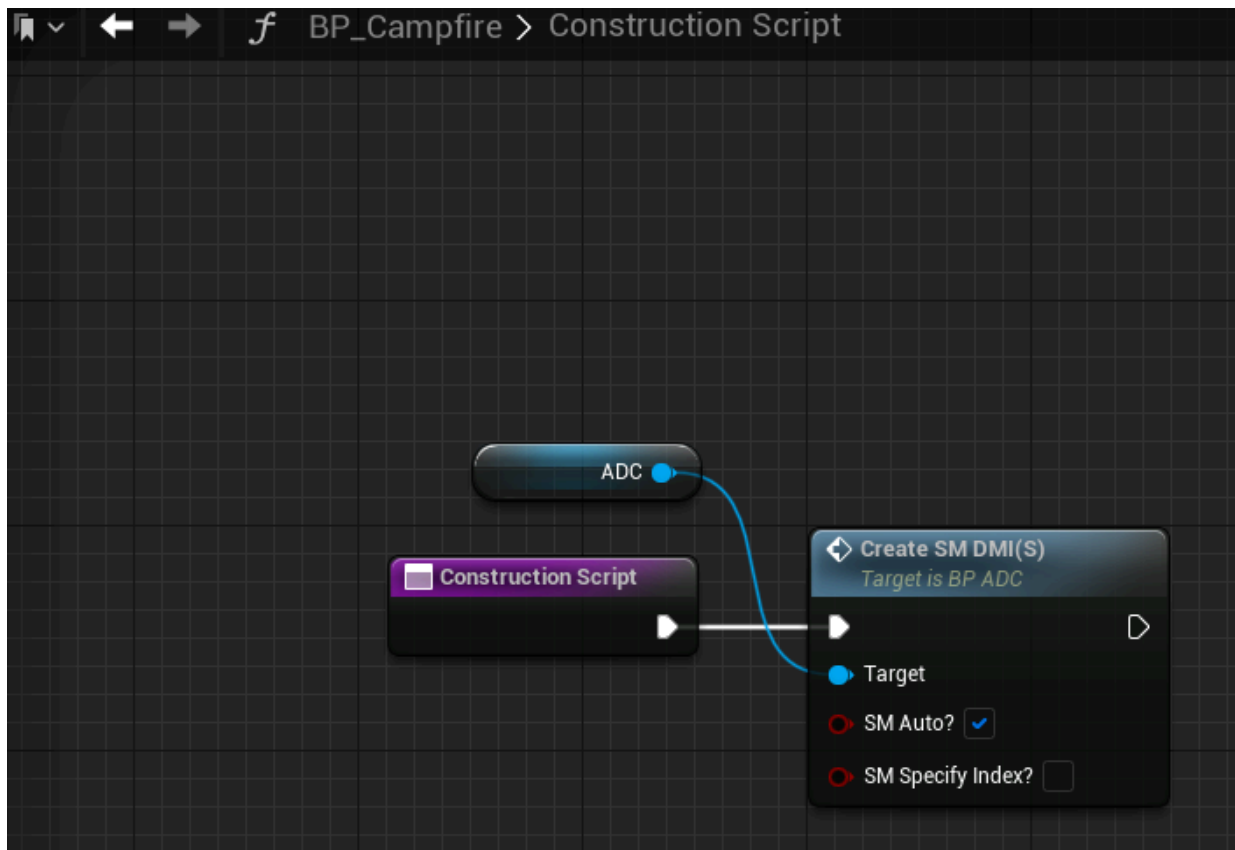 BP_Campfire > Construction Script
ADC
Create SM DMI(S)
Target is BP ADC
Construction Script
Target
SM Auto?
SM Specify Index?